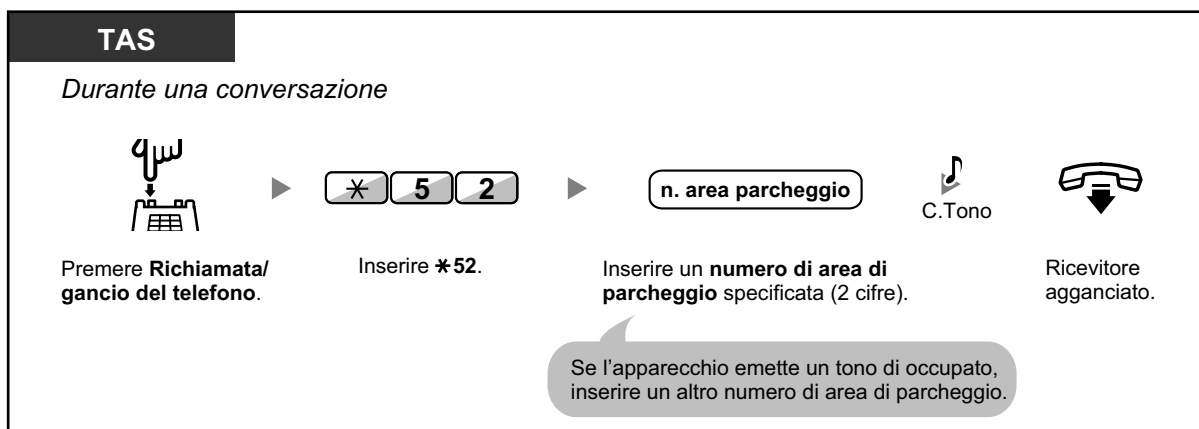 TAS
Durante una conversazione
* 5 2
n. area parcheggio
C.Tono
Premere Richiamata/
gancio del telefono.
Inserire *52.
Inserire un numero di area di
parcheggio specificata (2 cifre).
Ricevitore
agganciato.
Se l’apparecchio emette un tono di occupato,
inserire un altro numero di area di parcheggio.